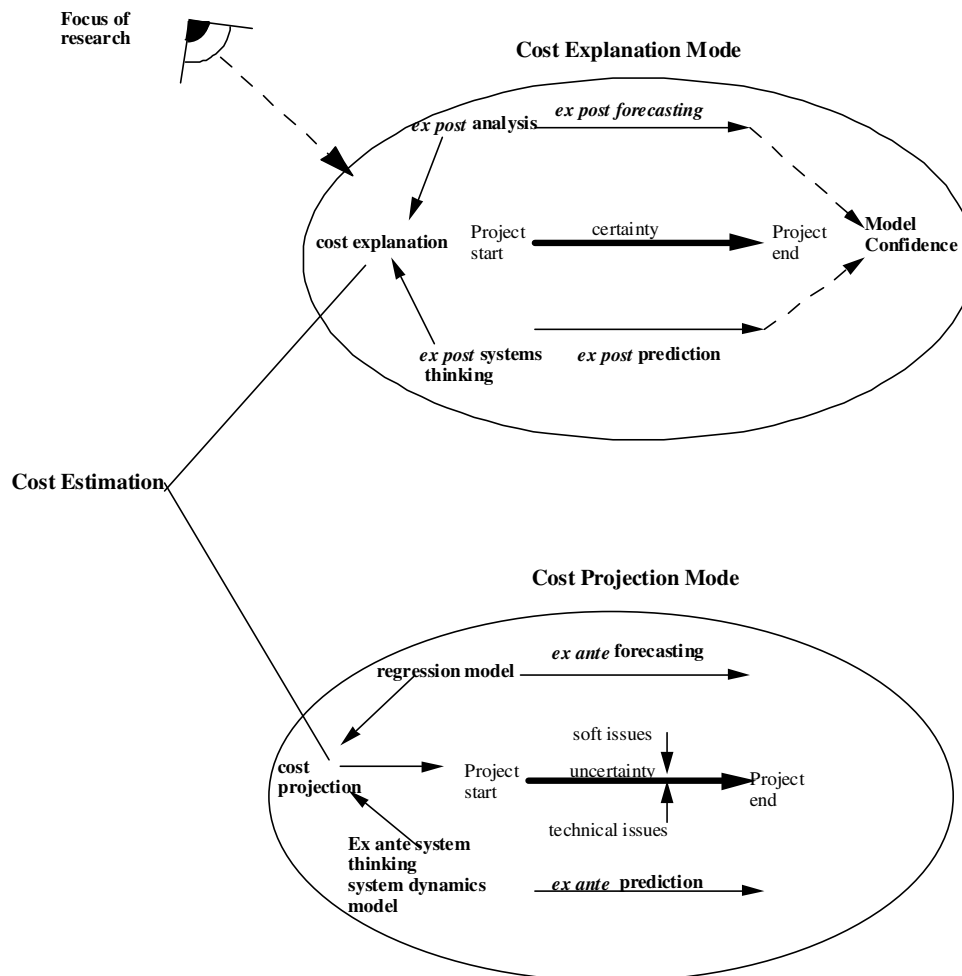 Focus of
research
Cost Explanation Mode
ex post analysis
ex post forecasting
cost explanation
Project
start
certainty
Project
end
Model
Confidence
ex post systems
thinking
ex post prediction
Cost Estimation
Cost Projection Mode
regression model
ex ante forecasting
soft issues
cost
projection
Project
start
uncertainty
Project
end
technical issues
Ex ante system
thinking
system dynamics
model
ex ante prediction